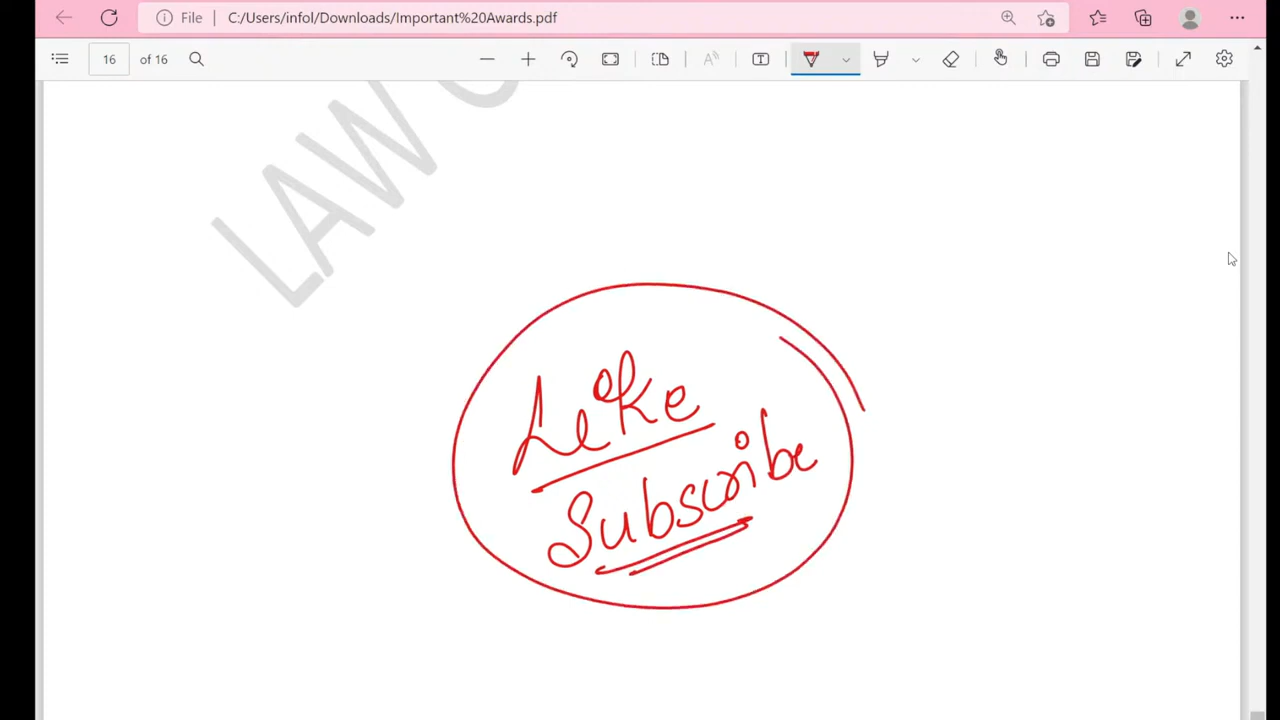 File C:/Users/infol/Downloads/Important%20Awards.pdf
16 of 16
LAW
Like
Subscribe